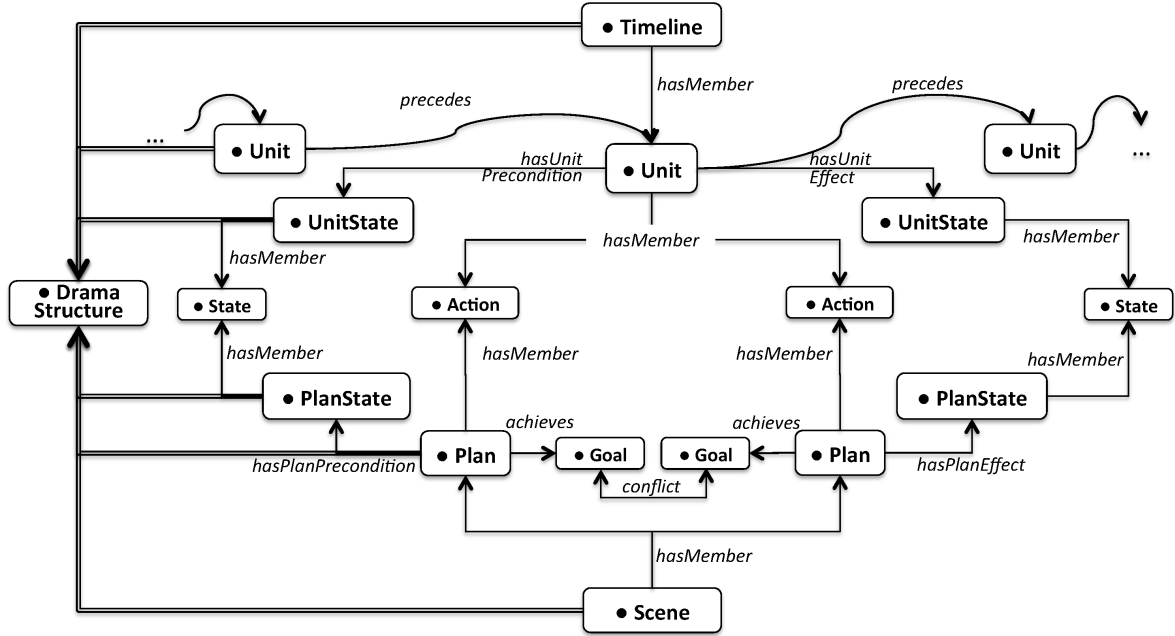 ● Timeline
hasMember
precedes
precedes
...
● Unit
● Unit
● Unit
...
hasUnit
Precondition
hasUnit
Effect
● UnitState
● UnitState
hasMember
hasMember
hasMember
● Drama
Structure
● State
● Action
● Action
● State
hasMember
hasMember
hasMember
hasMember
● PlanState
● PlanState
achieves
achieves
● Plan
● Goal
● Goal
● Plan
hasPlanPrecondition
hasPlanEffect
conflict
hasMember
● Scene